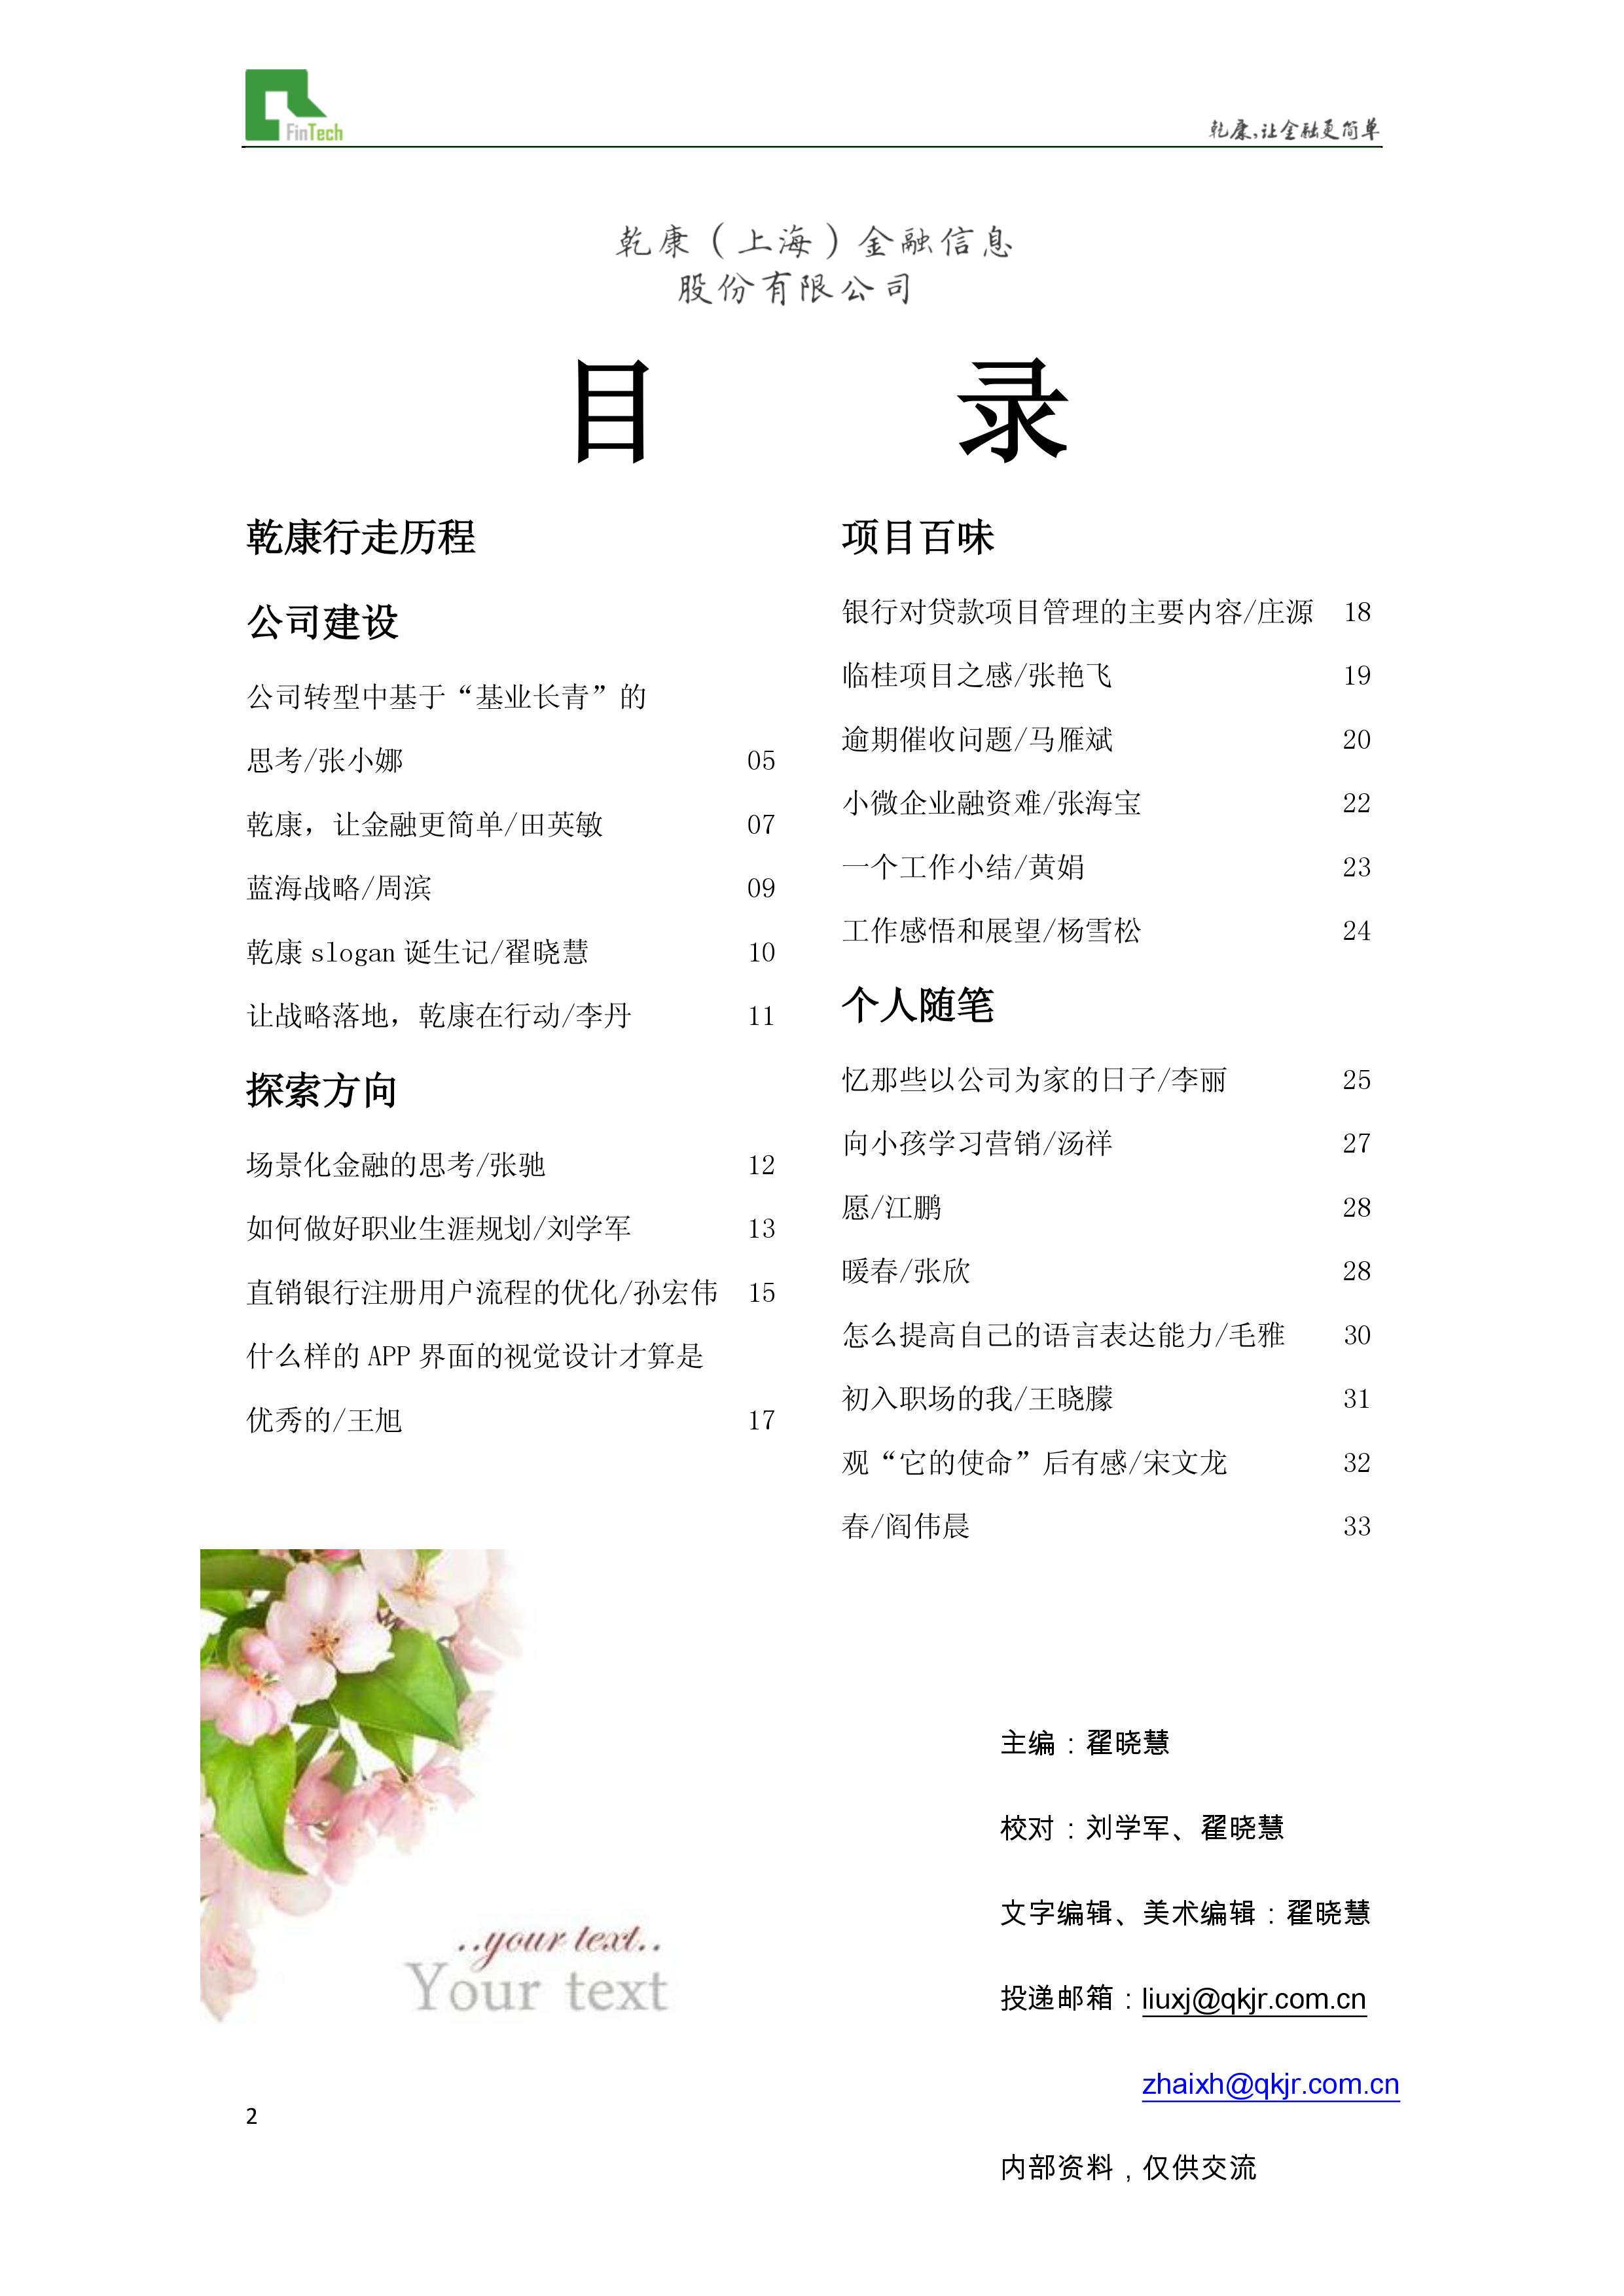 FinTech
乾康,让金融更简单
乾康（上海）金融信息
股份有限公司
目 录
乾康行走历程
公司建设
公司转型中基于“基业长青”的
思考/张小娜 05
乾康，让金融更简单/田英敏 07
蓝海战略/周滨 09
乾康 slogan 诞生记/翟晓慧 10
让战略落地，乾康在行动/李丹 11
探索方向
场景化金融的思考/张驰 12
如何做好职业生涯规划/刘学军 13
直销银行注册用户流程的优化/孙宏伟 15
什么样的 APP 界面的视觉设计才算是
优秀的/王旭 17
项目百味
银行对贷款项目管理的主要内容/庄源 18
临桂项目之感/张艳飞 19
逾期催收问题/马雁斌 20
小微企业融资难/张海宝 22
一个工作小结/黄娟 23
工作感悟和展望/杨雪松 24
个人随笔
忆那些以公司为家的日子/李丽 25
向小孩学习营销/汤祥 27
愿/江鹏 28
暖春/张欣 28
怎么提高自己的语言表达能力/毛雅 30
初入职场的我/王晓朦 31
观“它的使命”后有感/宋文龙 32
春/阎伟晨 33
..your text..
Your text
主编：翟晓慧
校对：刘学军、翟晓慧
文字编辑、美术编辑：翟晓慧
投递邮箱：liuxj@qkjr.com.cn
zhaixh@qkjr.com.cn
内部资料，仅供交流
2